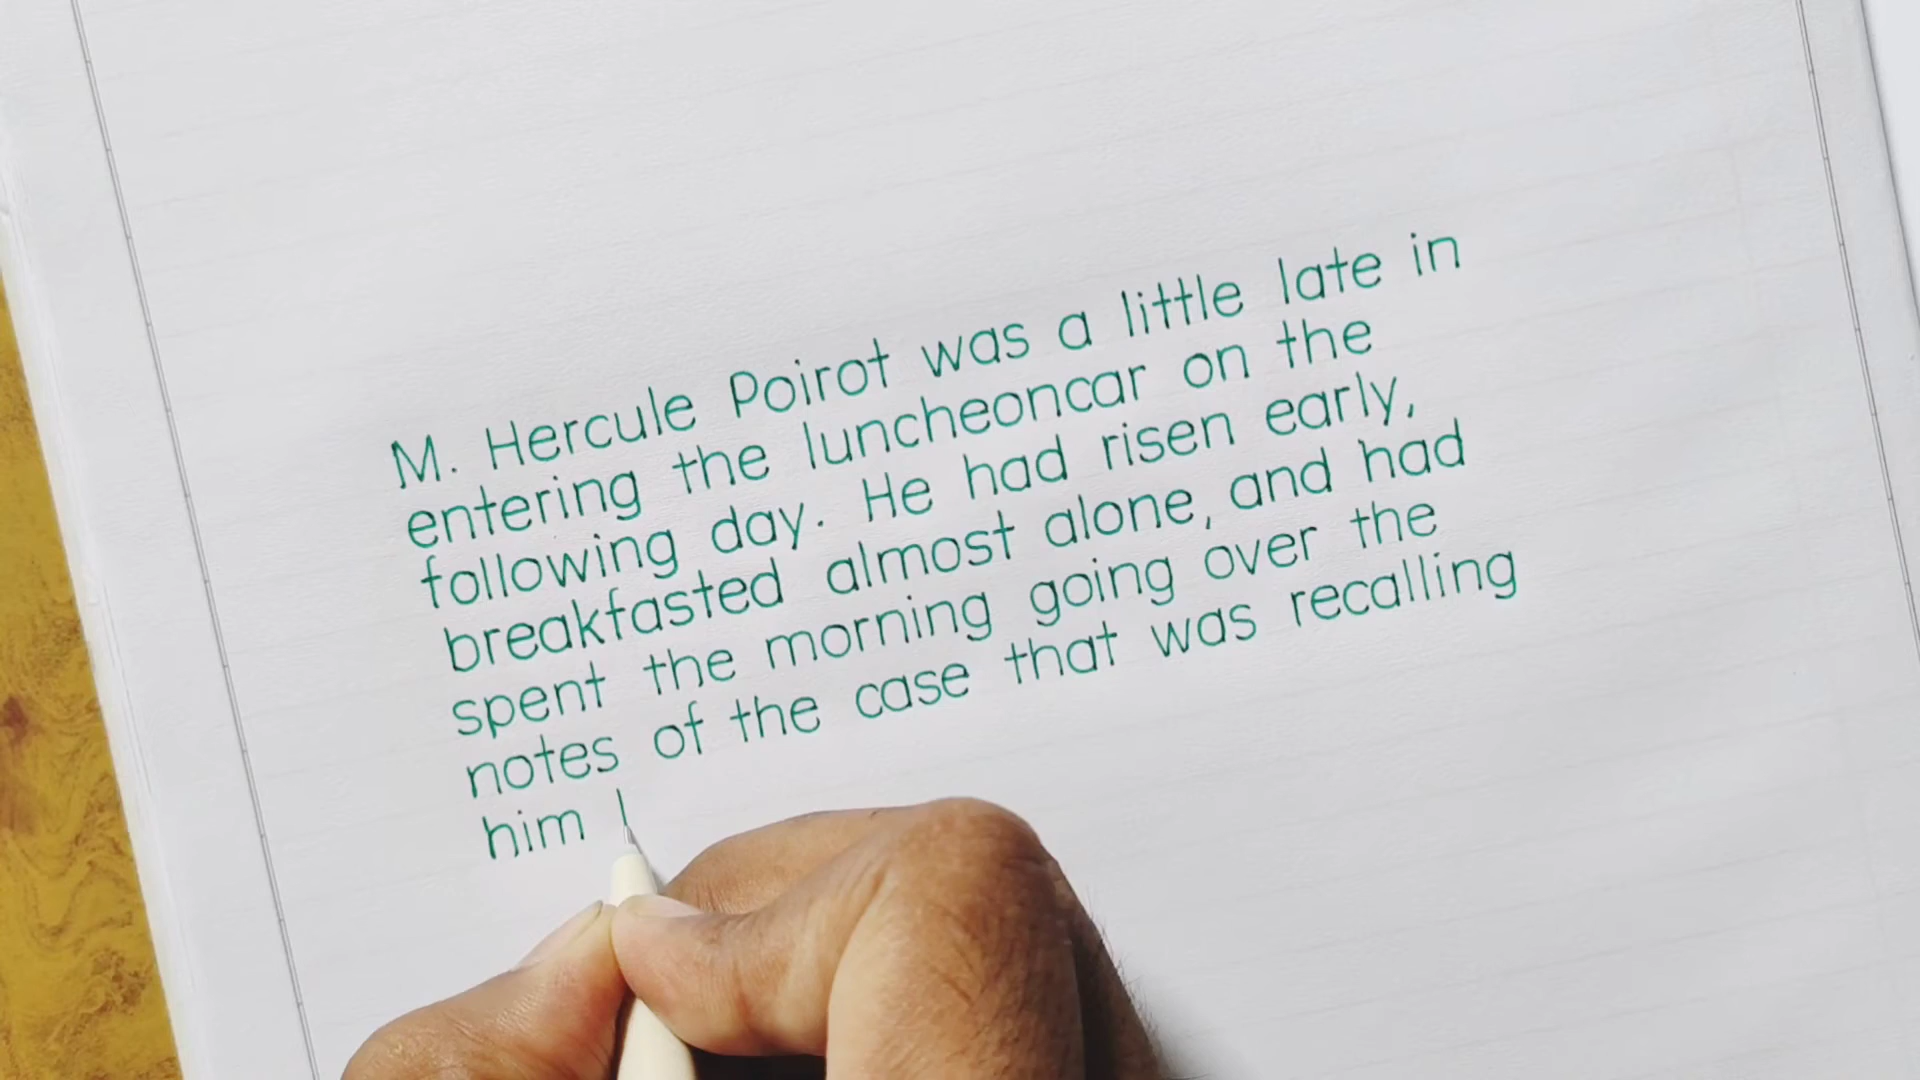 M. Hercule Poirot was a little late in
entering the luncheoncar on the
following day. He had risen early,
breakfasted almost alone, and had
spent the morning going over the
notes of the case that was recalling
him